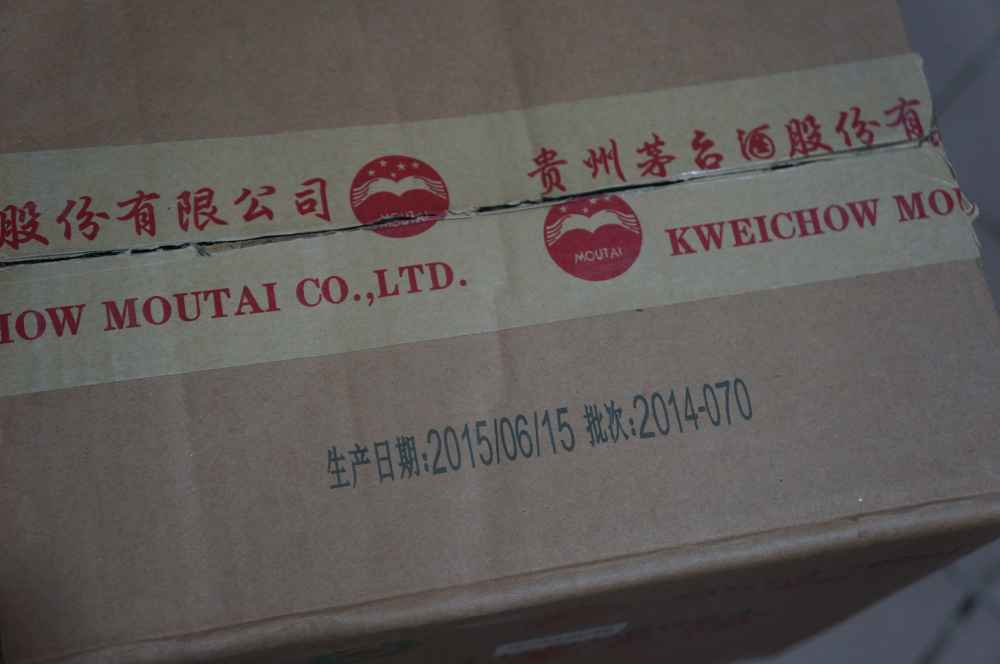 股份有限公司 MOUTAI 贵州茅台酒股份有
HOW MOUTAI CO.,LTD. MOUTAI KWEICHOW MOU
生产日期:2015/06/15 批次:2014-070